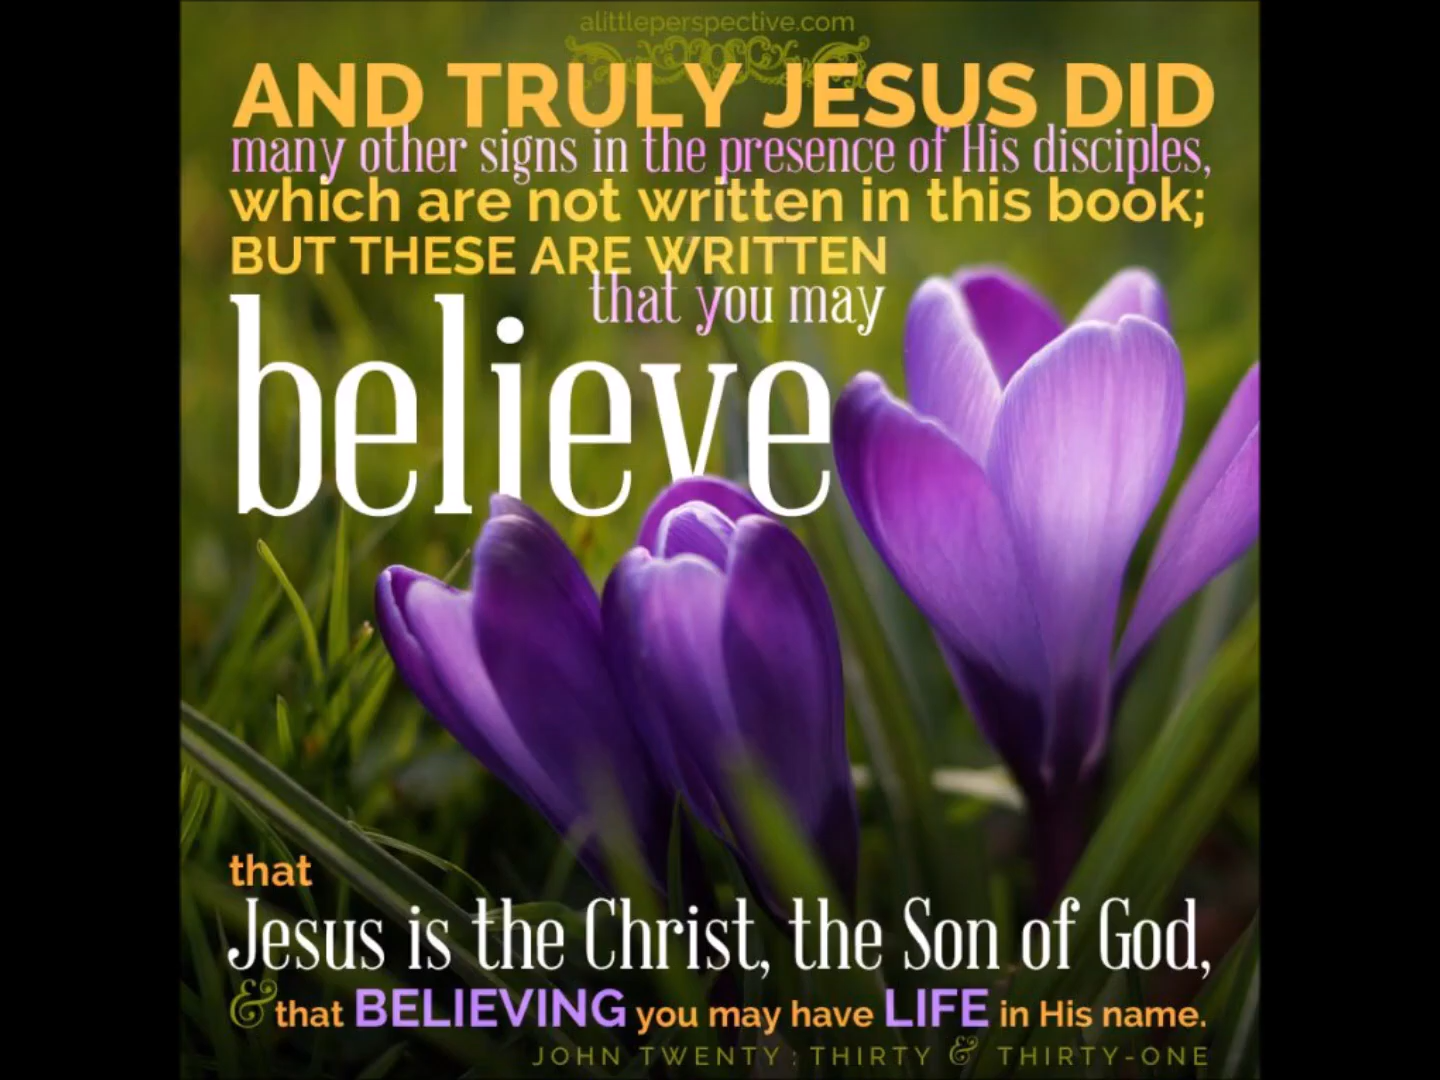 alittleperspective.com
AND TRULY JESUS DID
many other signs in the presence of His disciples,
which are not written in this book;
BUT THESE ARE WRITTEN
that you may
believe
that
Jesus is the Christ, the Son of God,
& that BELIEVING you may have LIFE in His name.
JOHN TWENTY : THIRTY & THIRTY-ONE